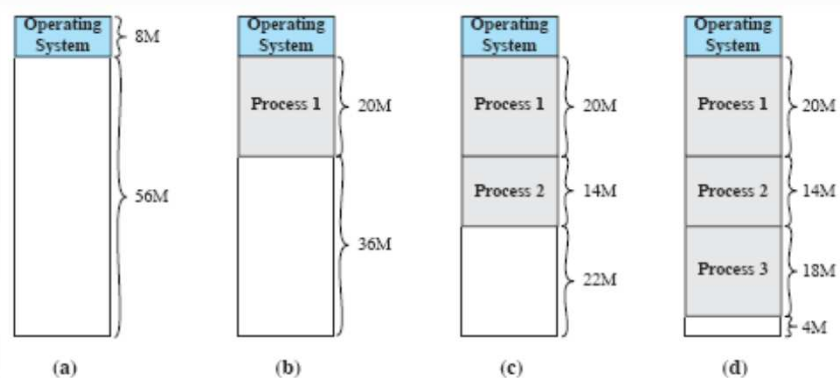 Operating
System
8M
56M
(a)
Operating
System
Process 1
20M
36M
(b)
Operating
System
Process 1
20M
Process 2
14M
22M
(c)
Operating
System
Process 1
20M
Process 2
14M
Process 3
18M
4M
(d)